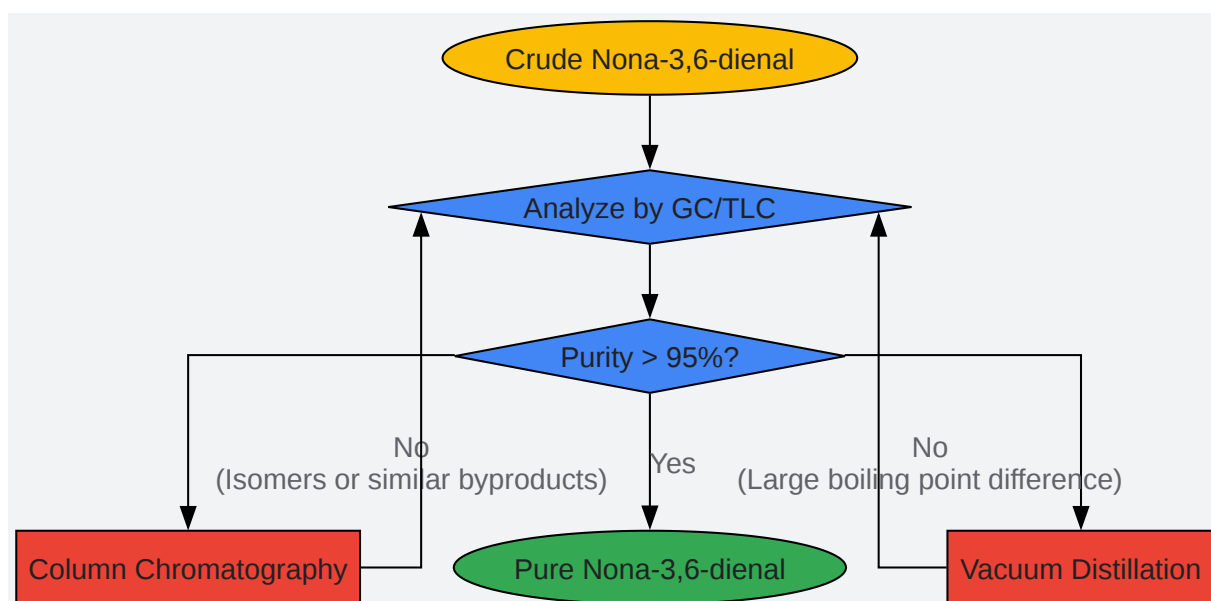 Crude Nona-3,6-dienal
Analyze by GC/TLC
Purity > 95%?
No
(Isomers or similar byproducts)
Yes
No
(Large boiling point difference)
Column Chromatography
Pure Nona-3,6-dienal
Vacuum Distillation